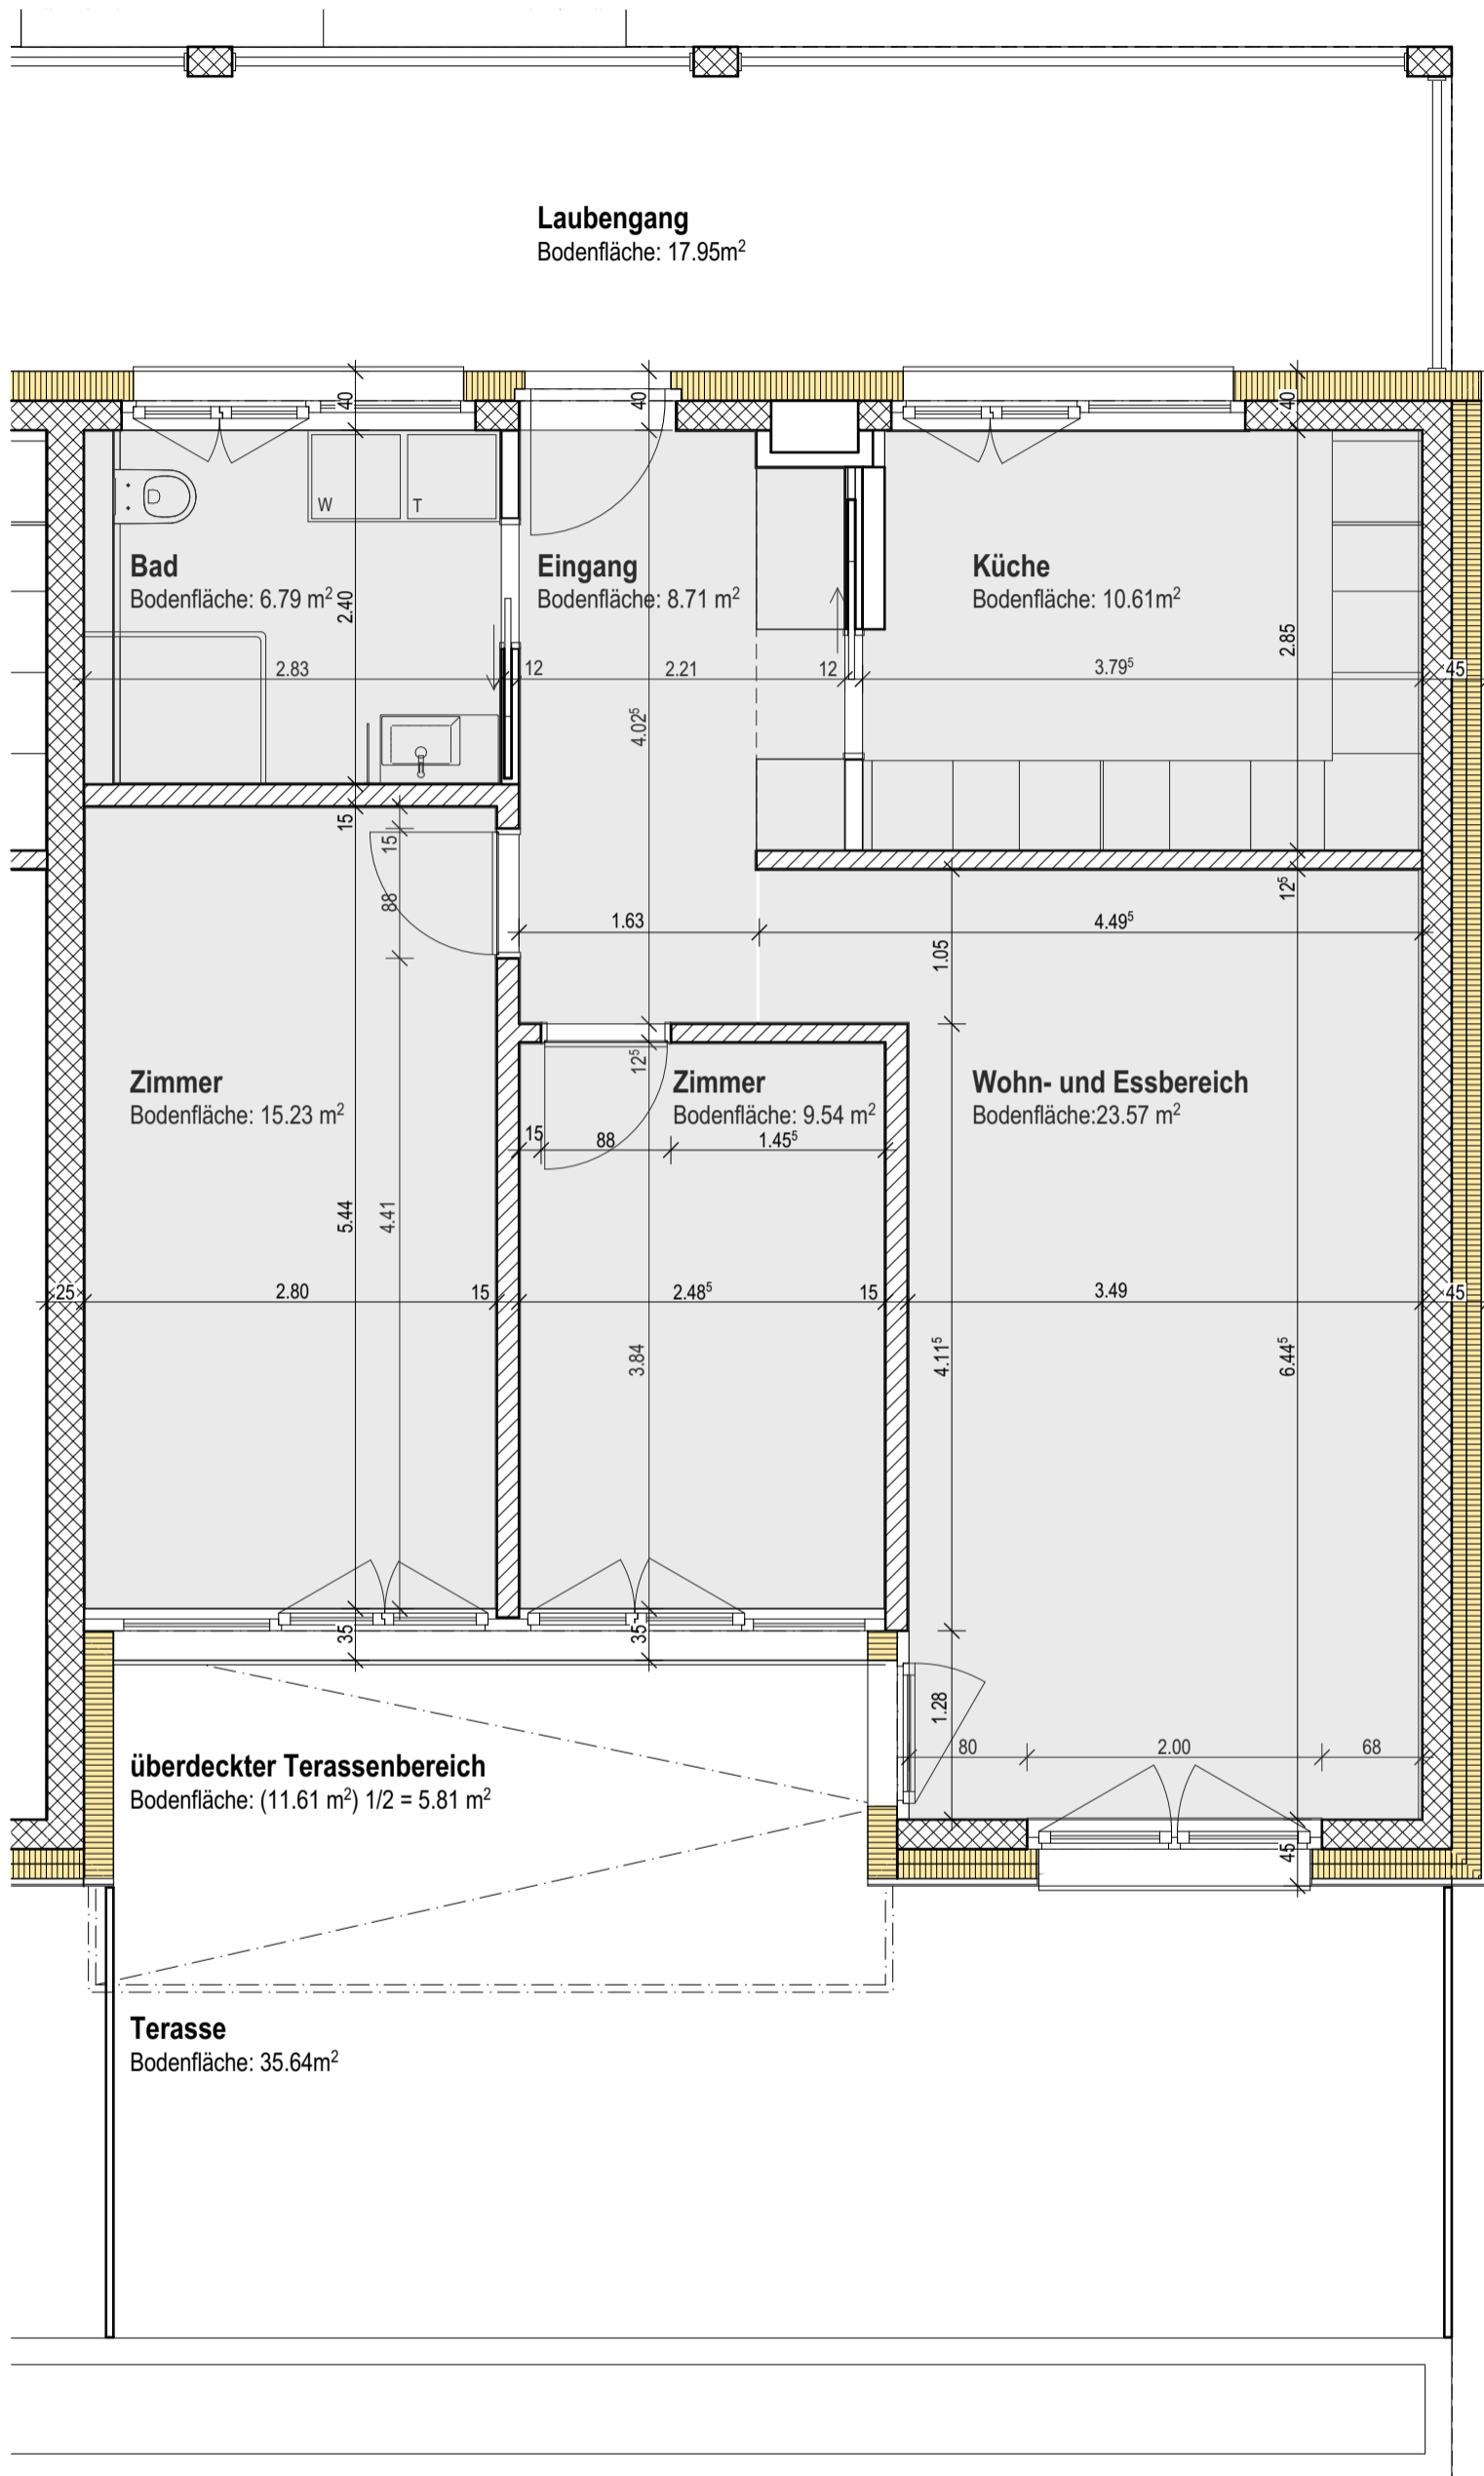 Laubengang
Bodenfläche: 17.95m²
40
40
40
W
T
Bad
Bodenfläche: 6.79 m²
Eingang
Bodenfläche: 8.71 m²
Küche
Bodenfläche: 10.61m²
2.40
2.85
2.83
12
2.21
12
3.79⁵
45
4.02⁵
15
15
88
12⁵
1.63
4.49⁵
1.05
12⁵
Zimmer
Bodenfläche: 15.23 m²
Zimmer
Bodenfläche: 9.54 m²
Wohn- und Essbereich
Bodenfläche:23.57 m²
15
88
1.45⁵
5.44
4.41
25
2.80
15
2.48⁵
15
3.49
45
3.84
4.11⁵
6.44⁵
35
35
1.28
80
2.00
68
überdeckter Terassenbereich
Bodenfläche: (11.61 m²) 1/2 = 5.81 m²
45
Terasse
Bodenfläche: 35.64m²